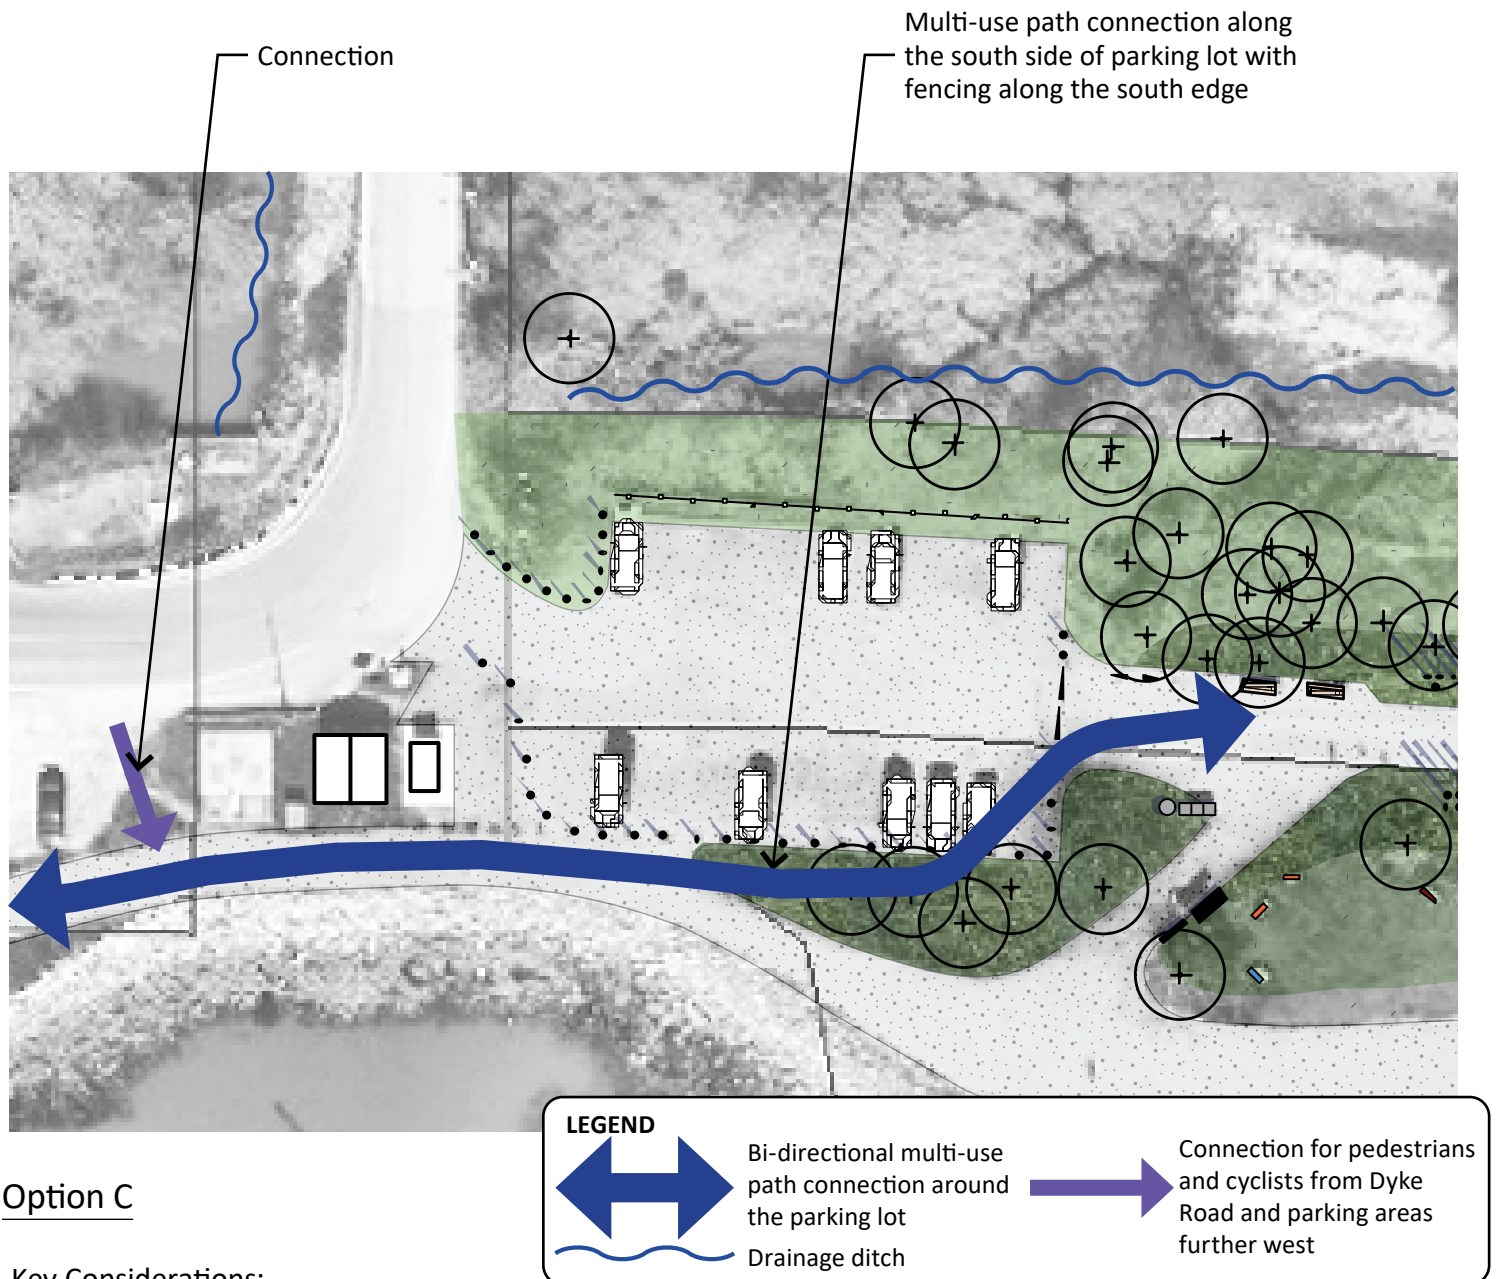 Connection
Multi-use path connection along
the south side of parking lot with
fencing along the south edge
LEGEND
Bi-directional multi-use
path connection around
the parking lot
Drainage ditch
Connection for pedestrians
and cyclists from Dyke
Road and parking areas
further west
Option C
Key Considerations: